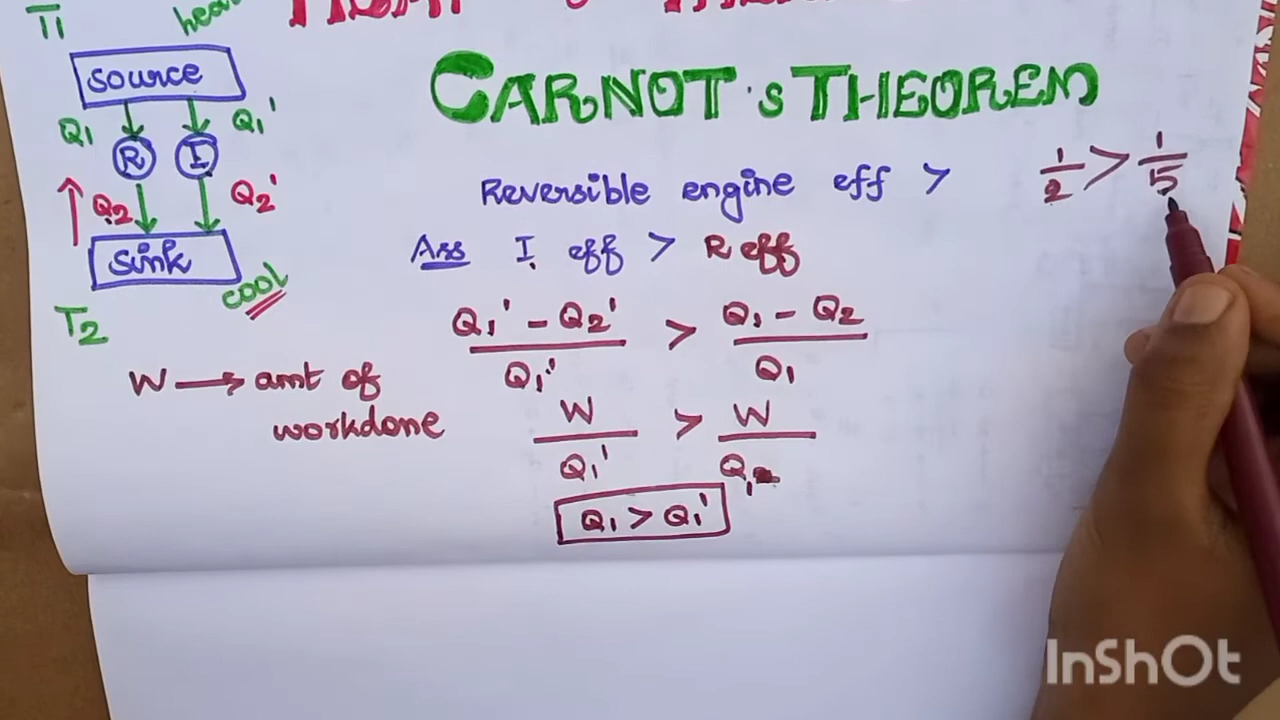 T1
CARNOT'S THEOREM
source
Q1 Q1'
R I
Q2 Q2'
sink
cool
T2
Reversible engine eff >
1/2 > 1/5
Ass I eff > R eff
Q1' - Q2' / Q1' > Q1 - Q2 / Q1
W → amt of
workdone
W / Q1' > W / Q1
Q1 > Q1'
InShOt